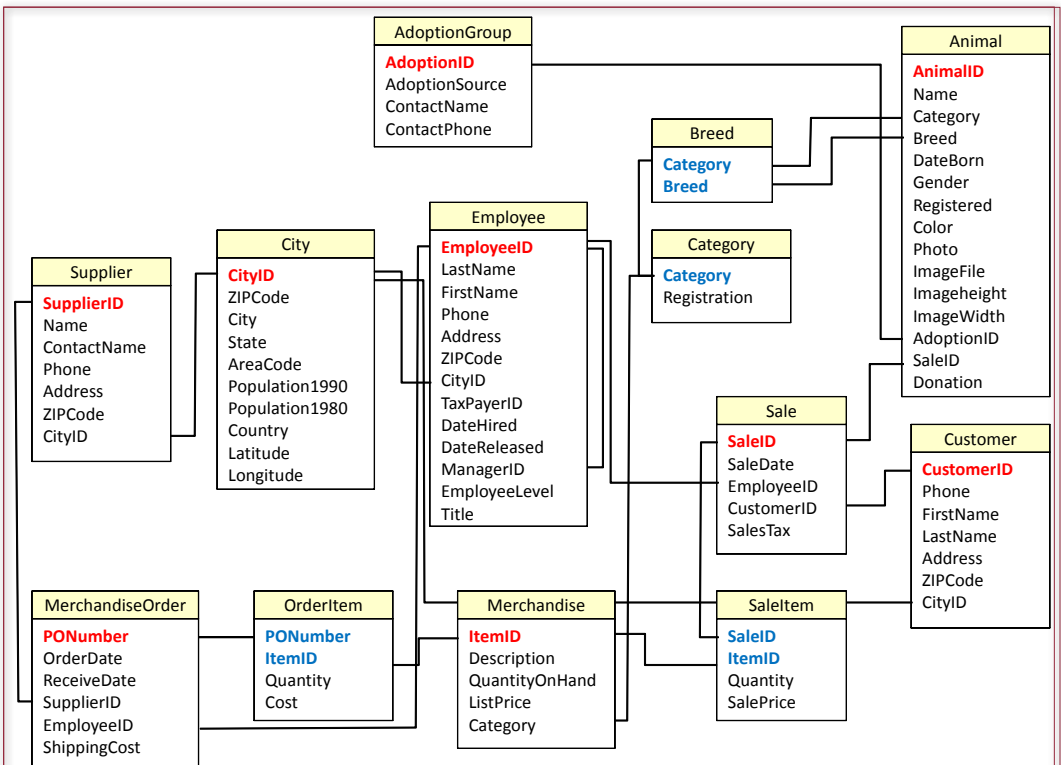 AdoptionGroup
AdoptionID
AdoptionSource
ContactName
ContactPhone
Animal
AnimalID
Name
Category
Breed
DateBorn
Gender
Registered
Color
Photo
ImageFile
Imageheight
ImageWidth
AdoptionID
SaleID
Donation
Breed
Category
Breed
Employee
EmployeeID
LastName
FirstName
Phone
Address
ZIPCode
CityID
TaxPayerID
DateHired
DateReleased
ManagerID
EmployeeLevel
Title
City
CityID
ZIPCode
City
State
AreaCode
Population1990
Population1980
Country
Latitude
Longitude
Category
Category
Registration
Supplier
SupplierID
Name
ContactName
Phone
Address
ZIPCode
CityID
Sale
SaleID
SaleDate
EmployeeID
CustomerID
SalesTax
Customer
CustomerID
Phone
FirstName
LastName
Address
ZIPCode
CityID
MerchandiseOrder
PONumber
OrderDate
ReceiveDate
SupplierID
EmployeeID
ShippingCost
OrderItem
PONumber
ItemID
Quantity
Cost
Merchandise
ItemID
Description
QuantityOnHand
ListPrice
Category
SaleItem
SaleID
ItemID
Quantity
SalePrice